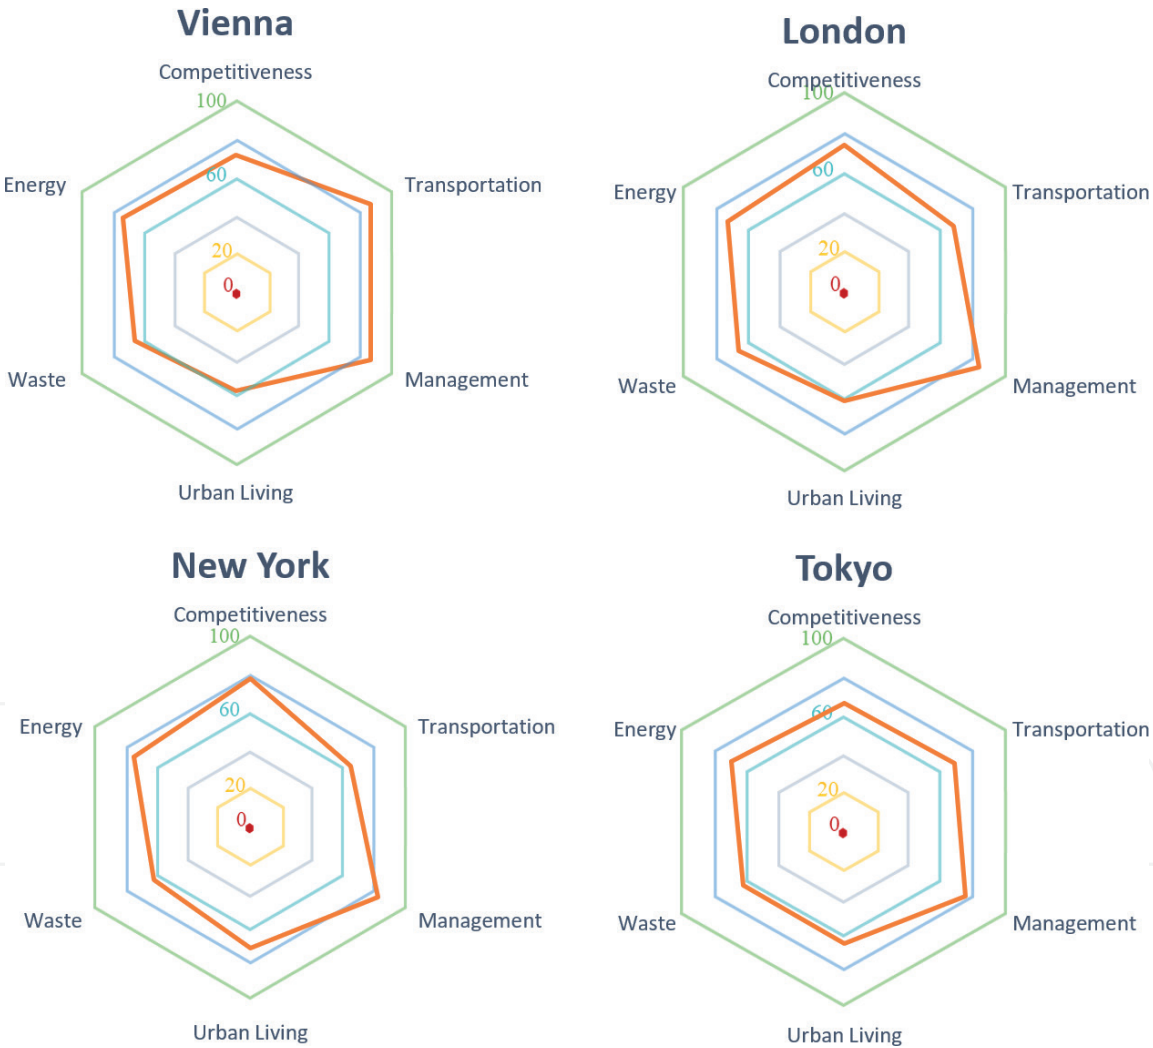 Vienna
Competitiveness
100
Energy
60
Transportation
20
0
Waste
Management
Urban Living
London
Competitiveness
100
Energy
60
Transportation
20
0
Waste
Management
Urban Living
New York
Competitiveness
100
Energy
60
Transportation
20
0
Waste
Management
Urban Living
Tokyo
Competitiveness
100
Energy
60
Transportation
20
0
Waste
Management
Urban Living